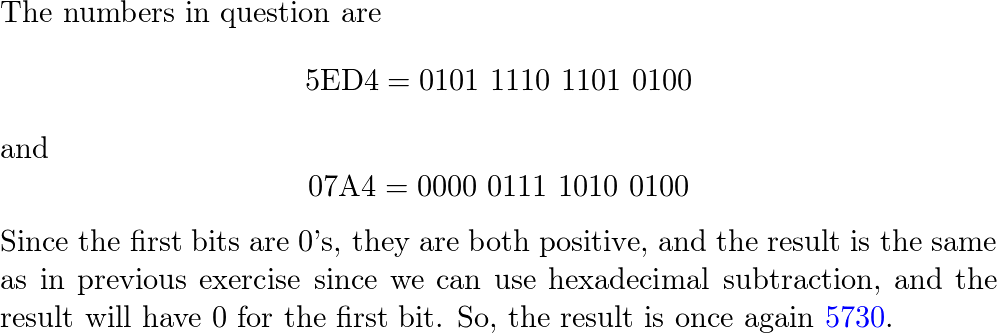 The numbers in question are
5ED4 = 0101 1110 1101 0100
and
07A4 = 0000 0111 1010 0100
Since the first bits are 0's, they are both positive, and the result is the same
as in previous exercise since we can use hexadecimal subtraction, and the
result will have 0 for the first bit. So, the result is once again 5730.